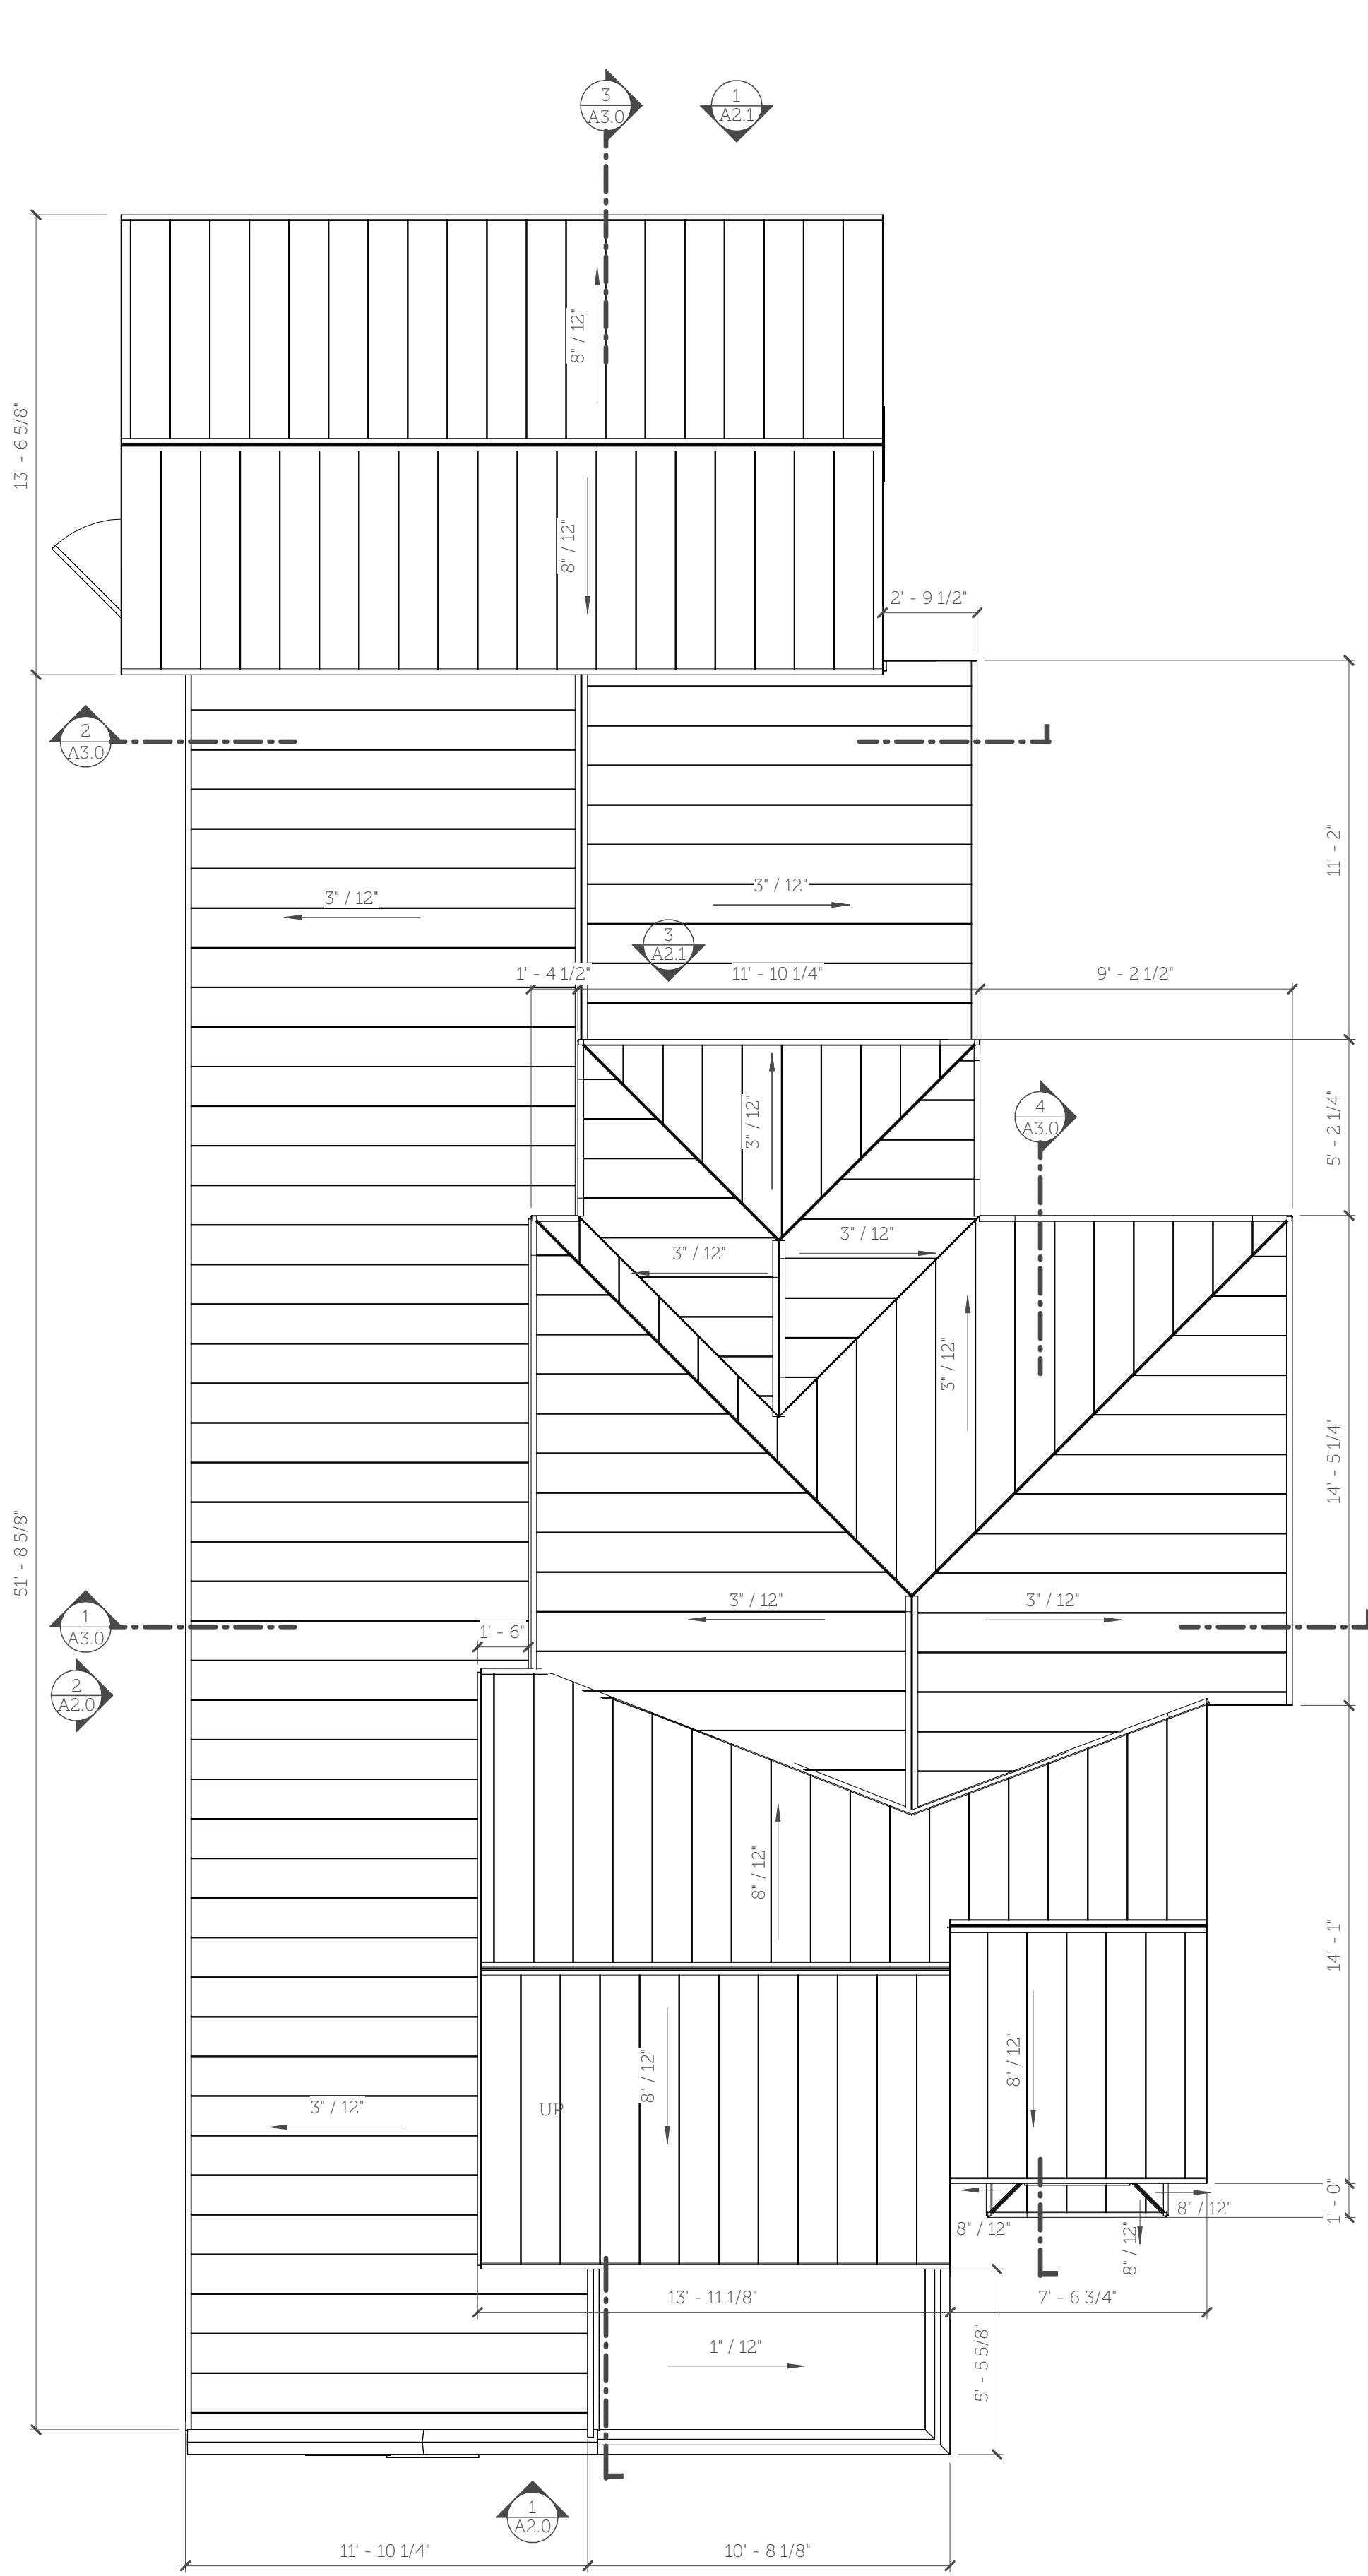 3
A3.0
1
A2.1
8" / 12"
13' - 6 5/8"
8" / 12"
2' - 9 1/2"
2
A3.0
11' - 2"
3" / 12"
3" / 12"
3
A2.1
1' - 4 1/2"
11' - 10 1/4"
9' - 2 1/2"
3" / 12"
4
A3.0
5' - 2 1/4"
3" / 12"
3" / 12"
3" / 12"
14' - 5 1/4"
51' - 8 5/8"
3" / 12"
3" / 12"
1
A3.0
1' - 6"
2
A2.0
8" / 12"
14' - 1"
8" / 12"
8" / 12"
3" / 12"
UP
1' - 0"
8" / 12"
8" / 12"
8" / 12"
13' - 11 1/8"
7' - 6 3/4"
1" / 12"
5' - 5 5/8"
1
A2.0
11' - 10 1/4"
10' - 8 1/8"